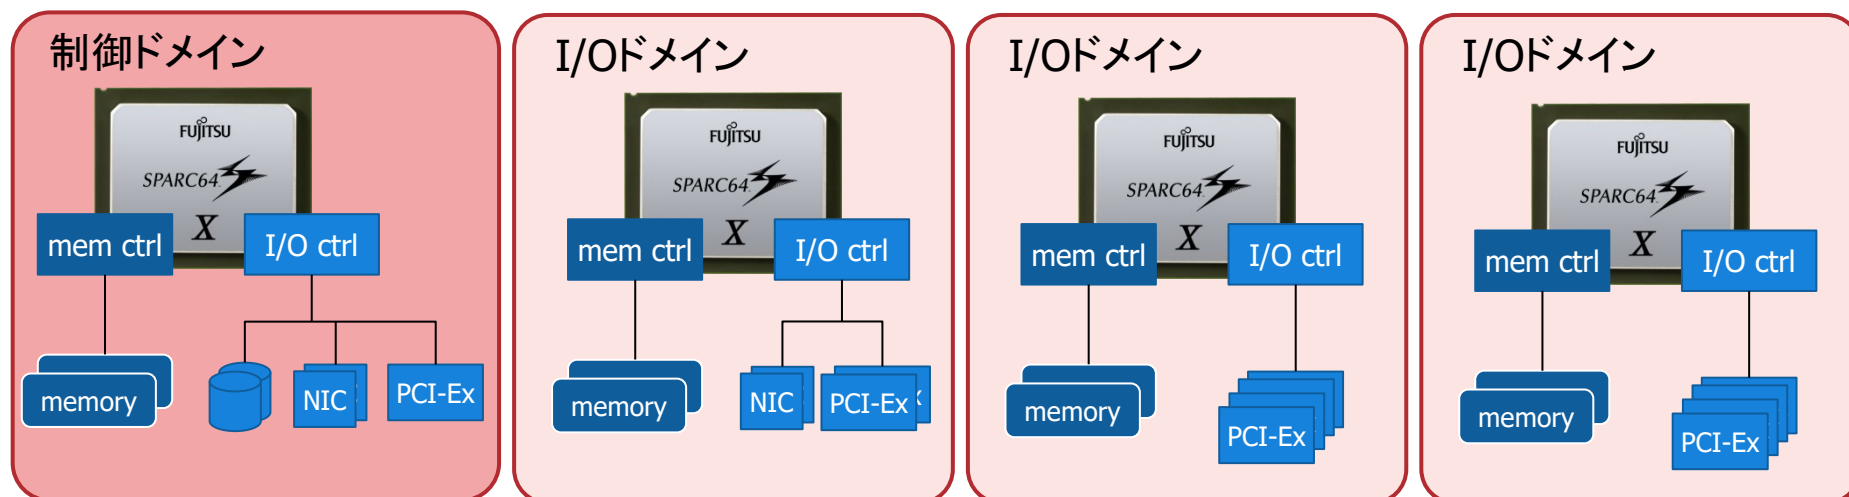 制御ドメイン
FUJITSU
SPARC64
X
mem ctrl
I/O ctrl
memory
NIC
PCI-Ex
I/Oドメイン
FUJITSU
SPARC64
X
mem ctrl
I/O ctrl
memory
NIC
PCI-Ex
I/Oドメイン
FUJITSU
SPARC64
X
mem ctrl
I/O ctrl
memory
PCI-Ex
I/Oドメイン
FUJITSU
SPARC64
X
mem ctrl
I/O ctrl
memory
PCI-Ex